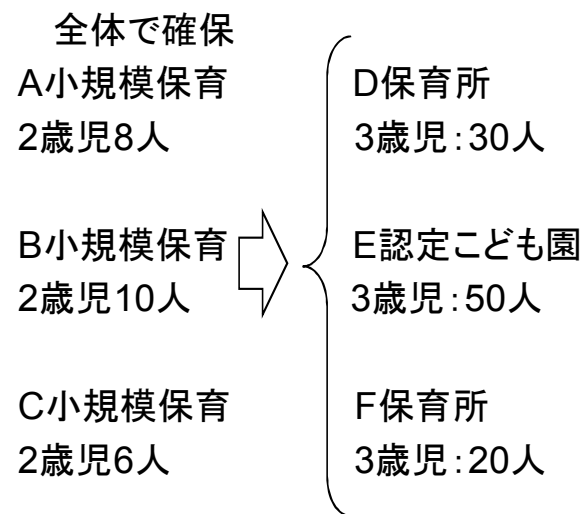 全体で確保
A小規模保育
2歳児8人
B小規模保育
2歳児10人
C小規模保育
2歳児6人
D保育所
3歳児:30人
E認定こども園
3歳児:50人
F保育所
3歳児:20人